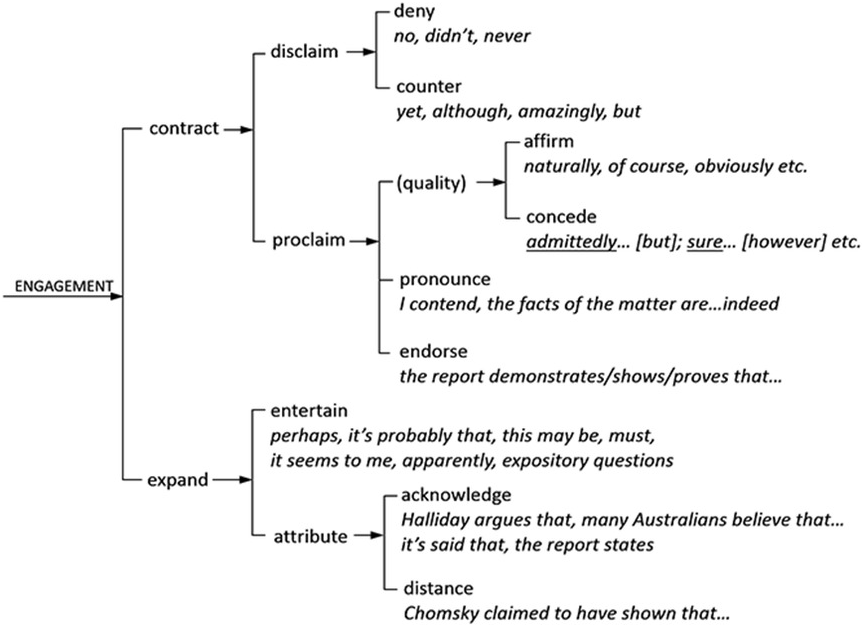 deny
no, didn't, never
disclaim
counter
yet, although, amazingly, but
contract
affirm
naturally, of course, obviously etc.
(quality)
concede
admittedly... [but]; sure... [however] etc.
proclaim
pronounce
I contend, the facts of the matter are...indeed
ENGAGEMENT
endorse
the report demonstrates/shows/proves that...
entertain
perhaps, it's probably that, this may be, must,
it seems to me, apparently, expository questions
expand
acknowledge
Halliday argues that, many Australians believe that...
it's said that, the report states
attribute
distance
Chomsky claimed to have shown that...